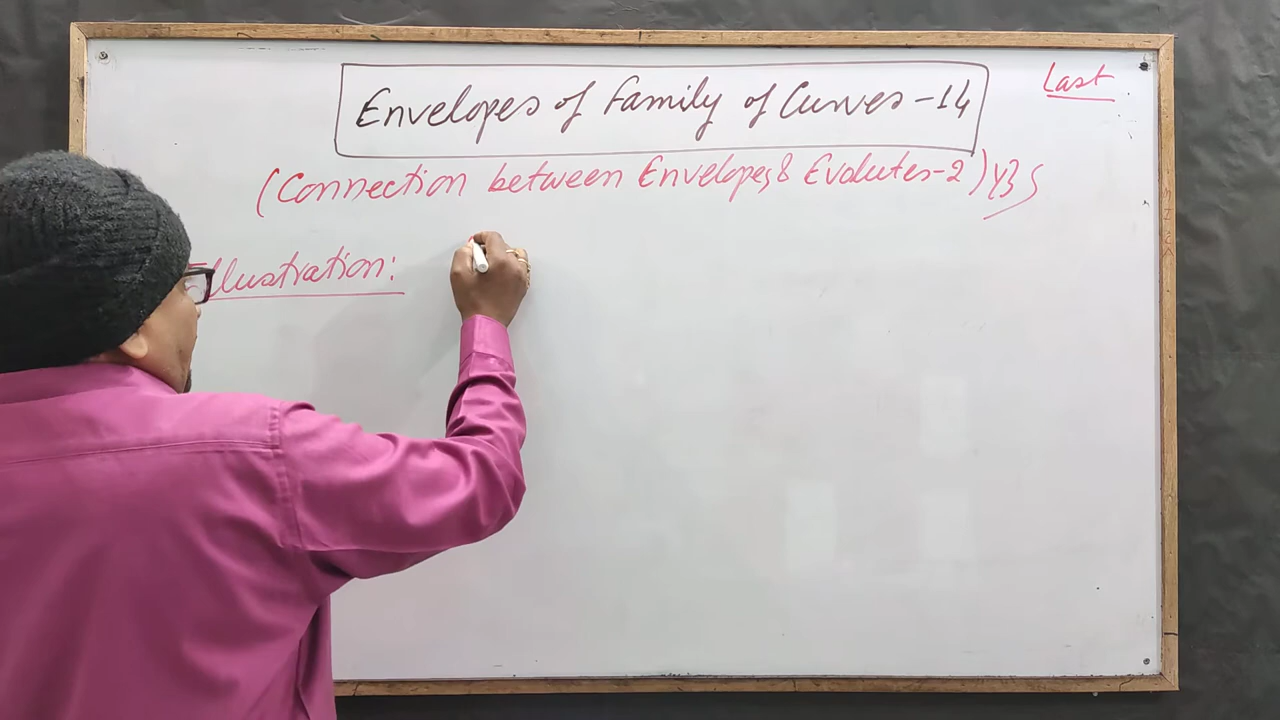 Last
Envelopes of Family of Curves-14
(Connection between Envelopes & Evolutes-2)
Illustration: